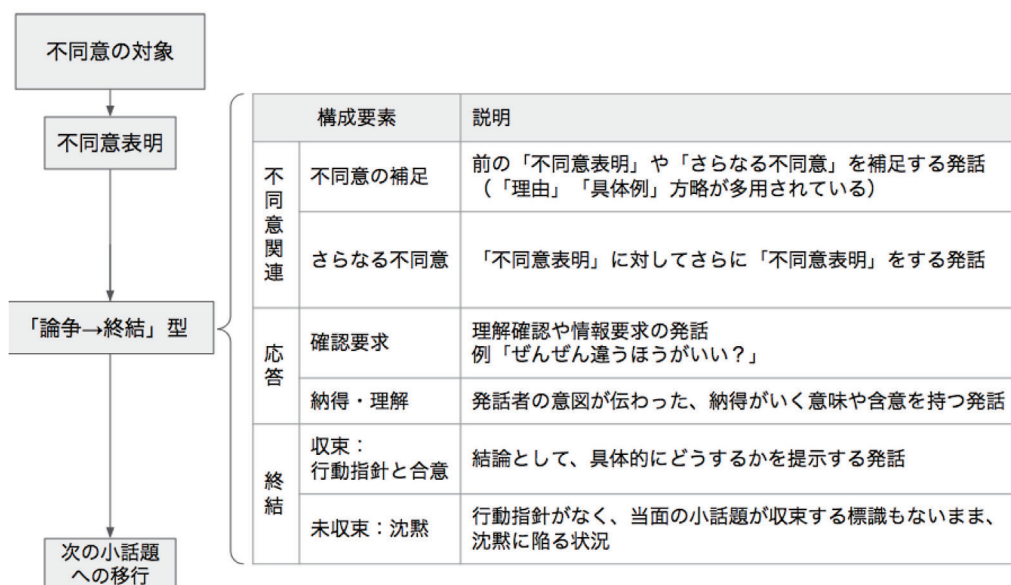 不同意の対象
不同意表明
「論争→終結」型
次の小話題
への移行
構成要素
説明
不同意関連
不同意の補足
前の「不同意表明」や「さらなる不同意」を補足する発話
（「理由」「具体例」方略が多用されている）
さらなる不同意
「不同意表明」に対してさらに「不同意表明」をする発話
応答
確認要求
理解確認や情報要求の発話
例「ぜんぜん違うほうがいい？」
納得・理解
発話者の意図が伝わった、納得がいく意味や含意を持つ発話
終結
収束：
行動指針と合意
結論として、具体的にどうするかを提示する発話
未収束：沈黙
行動指針がなく、当面の小話題が収束する標識もないまま、
沈黙に陥る状況